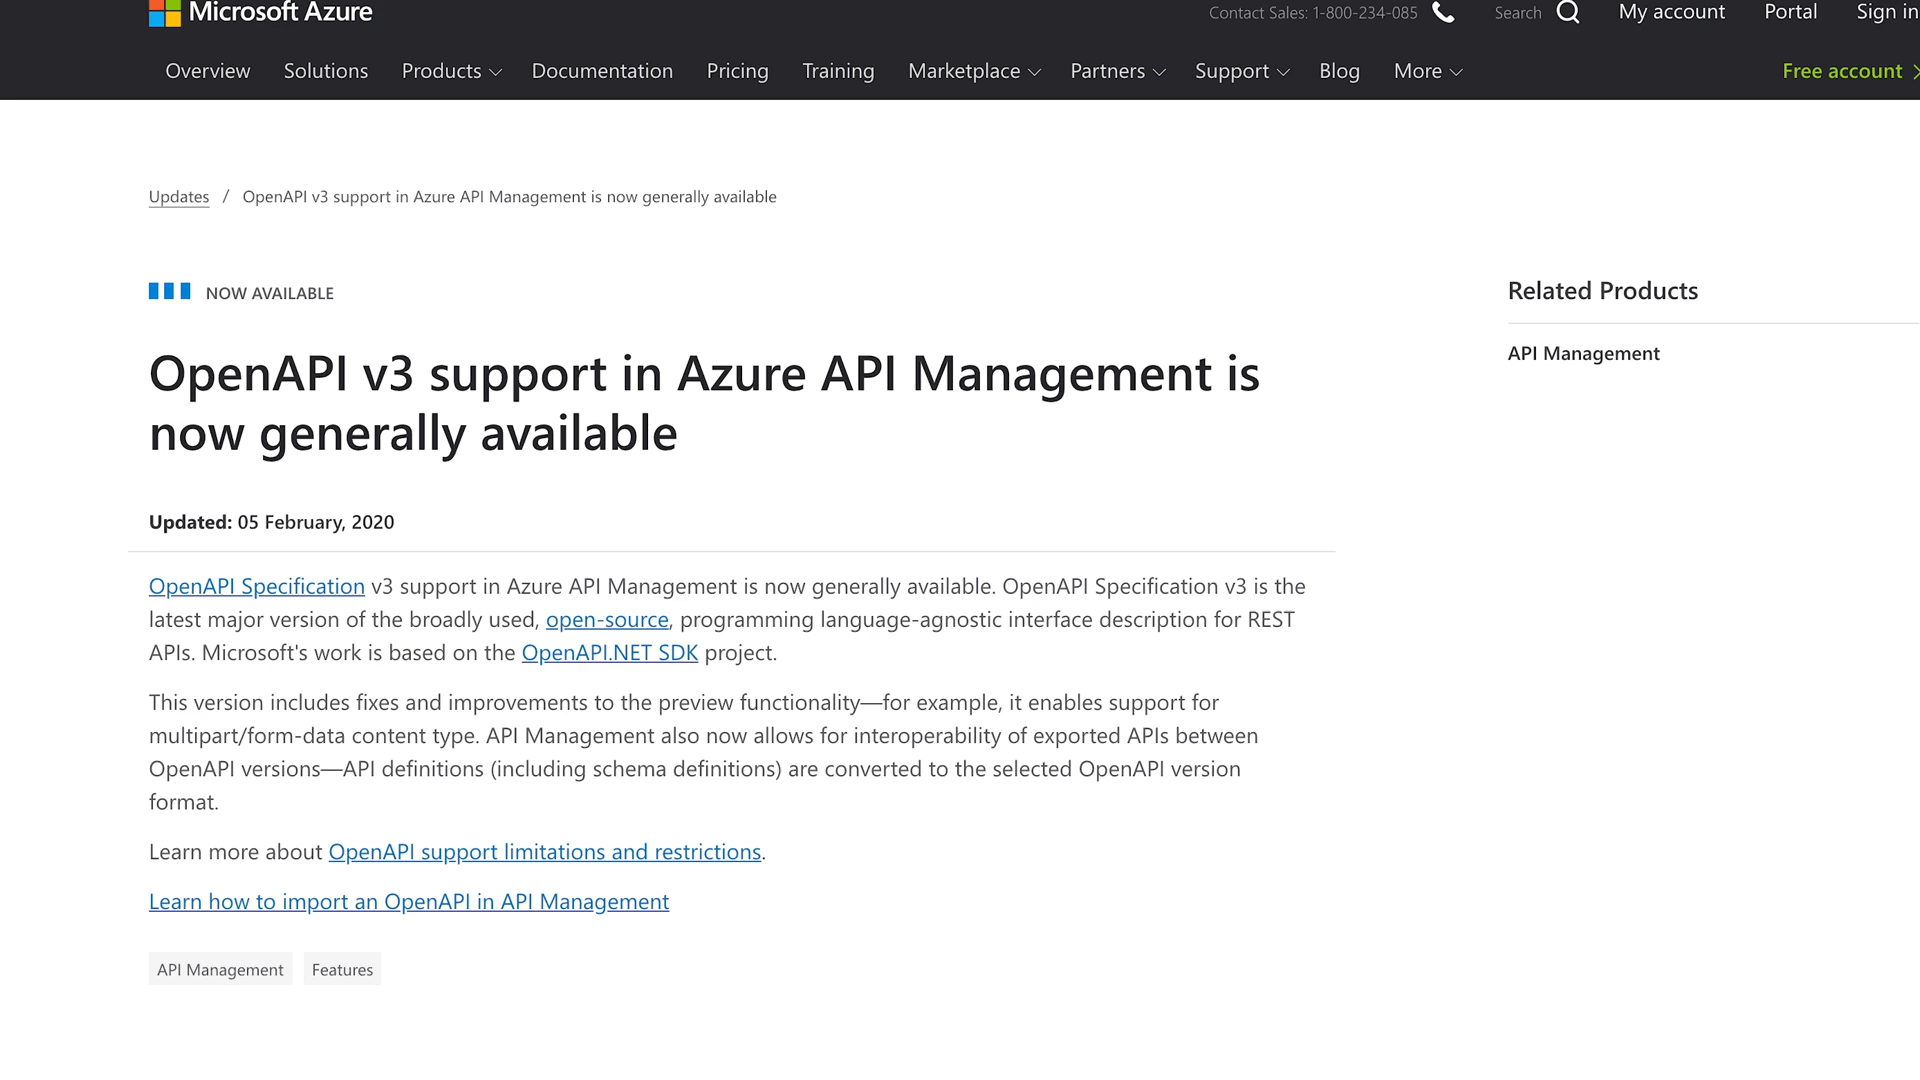 Microsoft Azure
Contact Sales: 1-800-234-085
Search
My account
Portal
Sign in
Overview
Solutions
Products
Documentation
Pricing
Training
Marketplace
Partners
Support
Blog
More
Free account
Updates / OpenAPI v3 support in Azure API Management is now generally available
NOW AVAILABLE
OpenAPI v3 support in Azure API Management is
now generally available
Updated: 05 February, 2020
OpenAPI Specification v3 support in Azure API Management is now generally available. OpenAPI Specification v3 is the
latest major version of the broadly used, open-source, programming language-agnostic interface description for REST
APIs. Microsoft's work is based on the OpenAPI.NET SDK project.
This version includes fixes and improvements to the preview functionality—for example, it enables support for
multipart/form-data content type. API Management also now allows for interoperability of exported APIs between
OpenAPI versions—API definitions (including schema definitions) are converted to the selected OpenAPI version
format.
Learn more about OpenAPI support limitations and restrictions.
Learn how to import an OpenAPI in API Management
API Management
Features
Related Products
API Management